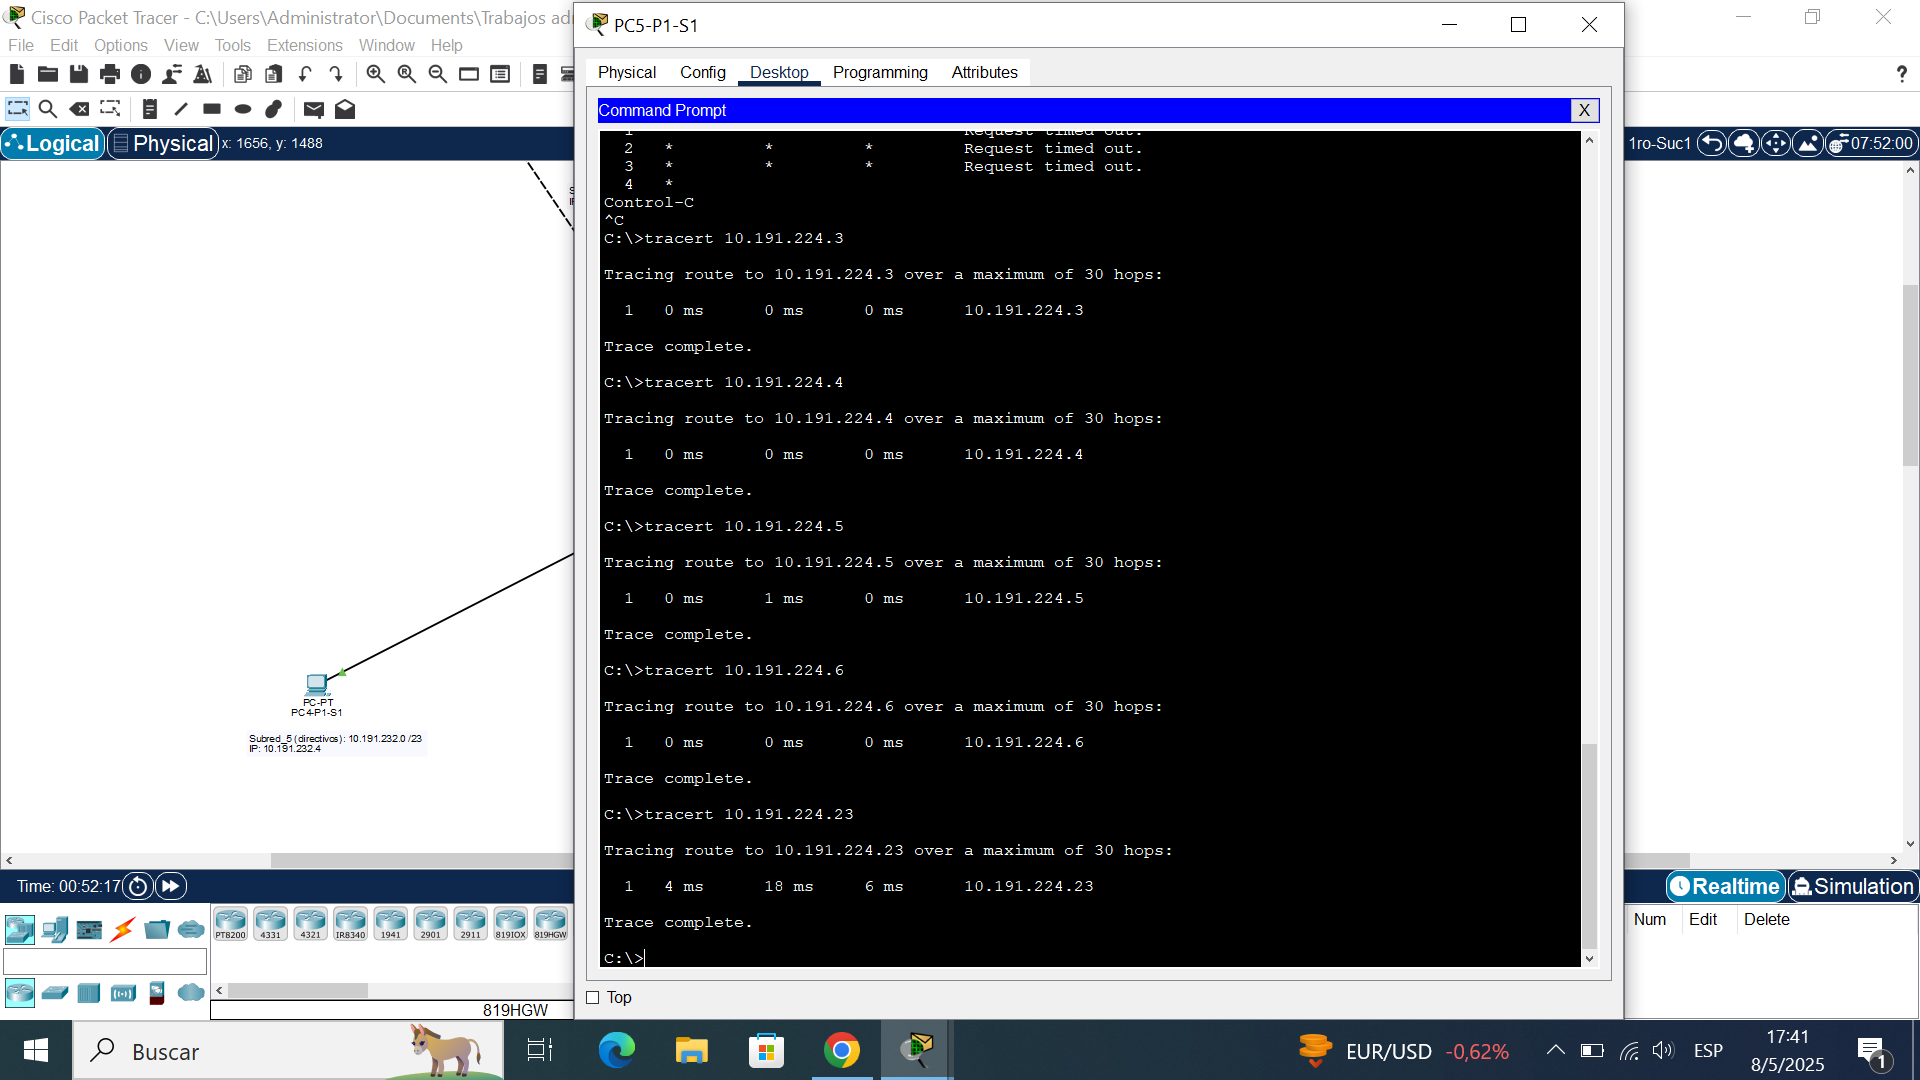 Cisco Packet Tracer - C:\Users\Administrator\Documents\Trabajos ad
File Edit Options View Tools Extensions Window Help
Logical
Physical
x: 1656, y: 1488
PC-PT
PC4-P1-S1
Subred_5 (directivos): 10.191.232.0 /23
IP: 10.191.232.4
Time: 00:52:17
PT8200 4331 4321 IR8340 1941 2901 2911 819IOX 819HGW
819HGW
PC5-P1-S1
Physical Config Desktop Programming Attributes
Command Prompt
X
1 Request timed out.
2 * * * Request timed out.
3 * * * Request timed out.
4 *
Control-C
^C
C:\>tracert 10.191.224.3
Tracing route to 10.191.224.3 over a maximum of 30 hops:
1 0 ms 0 ms 0 ms 10.191.224.3
Trace complete.
C:\>tracert 10.191.224.4
Tracing route to 10.191.224.4 over a maximum of 30 hops:
1 0 ms 0 ms 0 ms 10.191.224.4
Trace complete.
C:\>tracert 10.191.224.5
Tracing route to 10.191.224.5 over a maximum of 30 hops:
1 0 ms 1 ms 0 ms 10.191.224.5
Trace complete.
C:\>tracert 10.191.224.6
Tracing route to 10.191.224.6 over a maximum of 30 hops:
1 0 ms 0 ms 0 ms 10.191.224.6
Trace complete.
C:\>tracert 10.191.224.23
Tracing route to 10.191.224.23 over a maximum of 30 hops:
1 4 ms 18 ms 6 ms 10.191.224.23
Trace complete.
C:\>
Top
?
1ro-Suc1
07:52:00
Realtime
Simulation
Num Edit Delete
Buscar
EUR/USD -0,62%
ESP
17:41
8/5/2025
1